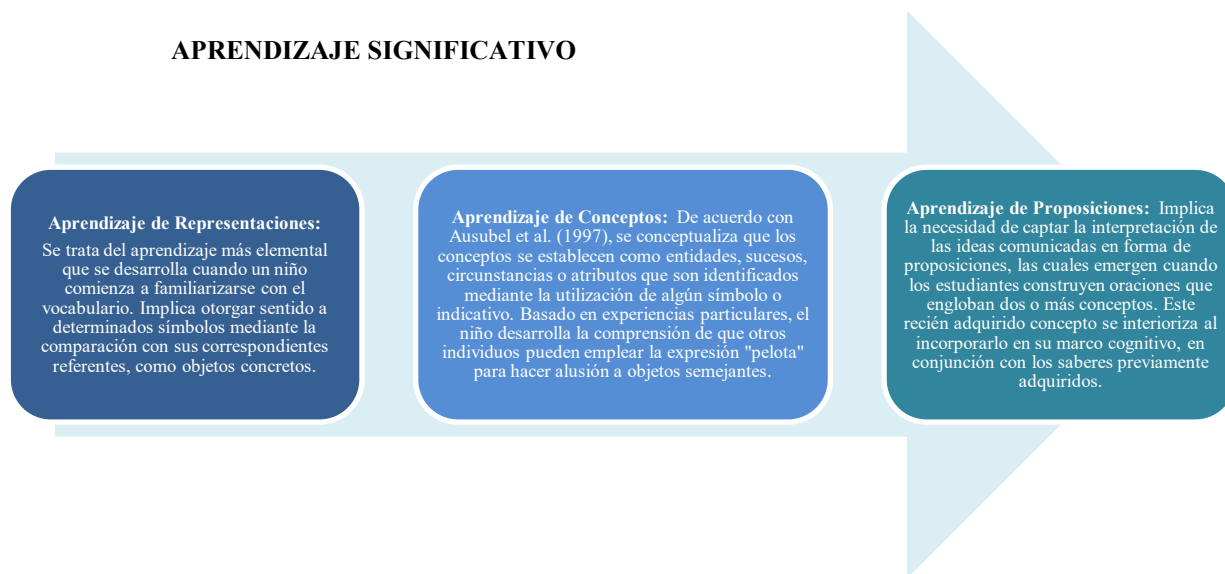 APRENDIZAJE SIGNIFICATIVO
Aprendizaje de Representaciones:
Se trata del aprendizaje más elemental
que se desarrolla cuando un niño
comienza a familiarizarse con el
vocabulario. Implica otorgar sentido a
determinados símbolos mediante la
comparación con sus correspondientes
referentes, como objetos concretos.
Aprendizaje de Conceptos: De acuerdo con
Ausubel et al. (1997), se conceptualiza que los
conceptos se establecen como entidades, sucesos,
circunstancias o atributos que son identificados
mediante la utilización de algún símbolo o
indicativo. Basado en experiencias particulares, el
niño desarrolla la comprensión de que otros
individuos pueden emplear la expresión "pelota"
para hacer alusión a objetos semejantes.
Aprendizaje de Proposiciones: Implica
la necesidad de captar la interpretación de
las ideas comunicadas en forma de
proposiciones, las cuales emergen cuando
los estudiantes construyen oraciones que
engloban dos o más conceptos. Este
recién adquirido concepto se interioriza al
incorporarlo en su marco cognitivo, en
conjunción con los saberes previamente
adquiridos.